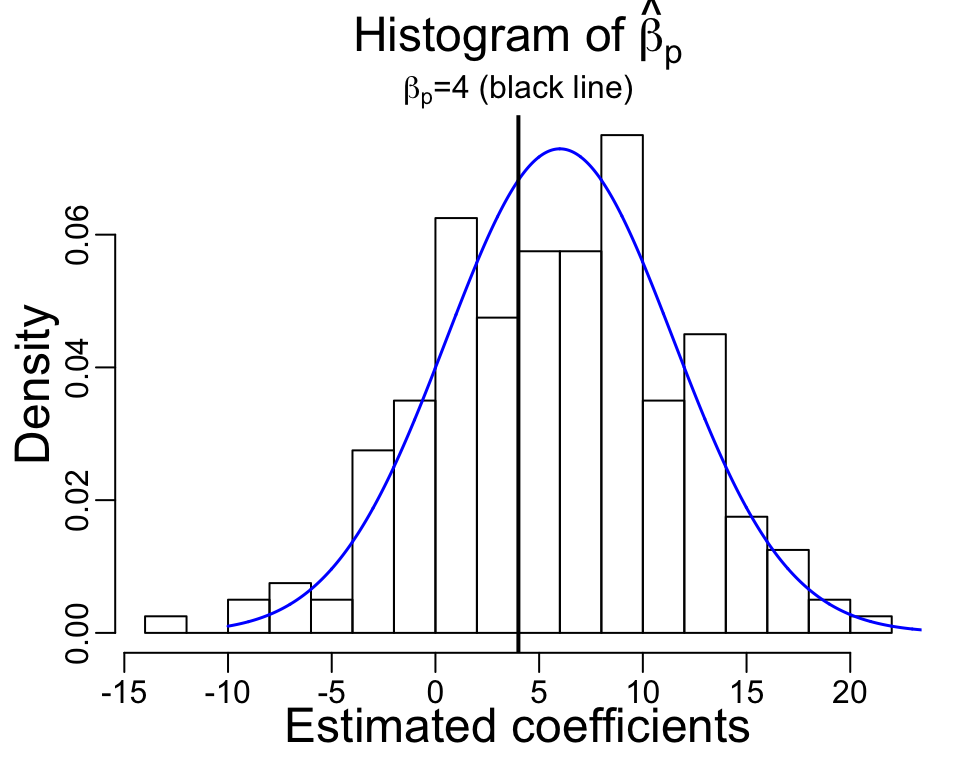 Histogram of β̂ₚ
βₚ=4 (black line)
Density
0.00 0.02 0.04 0.06
-15 -10 -5 0 5 10 15 20
Estimated coefficients